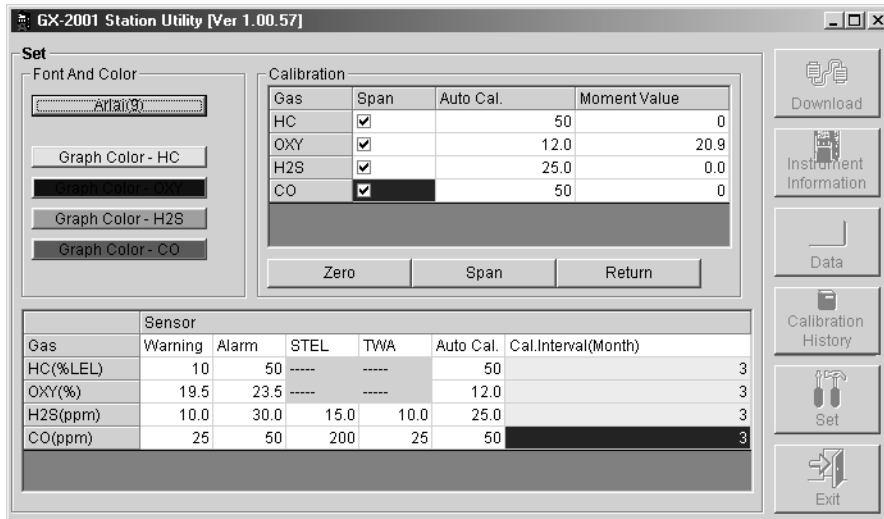 GX-2001 Station Utility [Ver 1.00.57]
Set
Font And Color
Arlai(9)
Graph Color - HC
Graph Color - OXY
Graph Color - H2S
Graph Color - CO
Calibration
Gas Span Auto Cal. Moment Value
HC 50 0
OXY 12.0 20.9
H2S 25.0 0.0
CO 50 0
Zero Span Return
Sensor
Gas Warning Alarm STEL TWA Auto Cal. Cal.Interval(Month)
HC(%LEL) 10 50 ----- ----- 50 3
OXY(%) 19.5 23.5 ----- ----- 12.0 3
H2S(ppm) 10.0 30.0 15.0 10.0 25.0 3
CO(ppm) 25 50 200 25 50 3
Download
Instrument
Information
Data
Calibration
History
Set
Exit